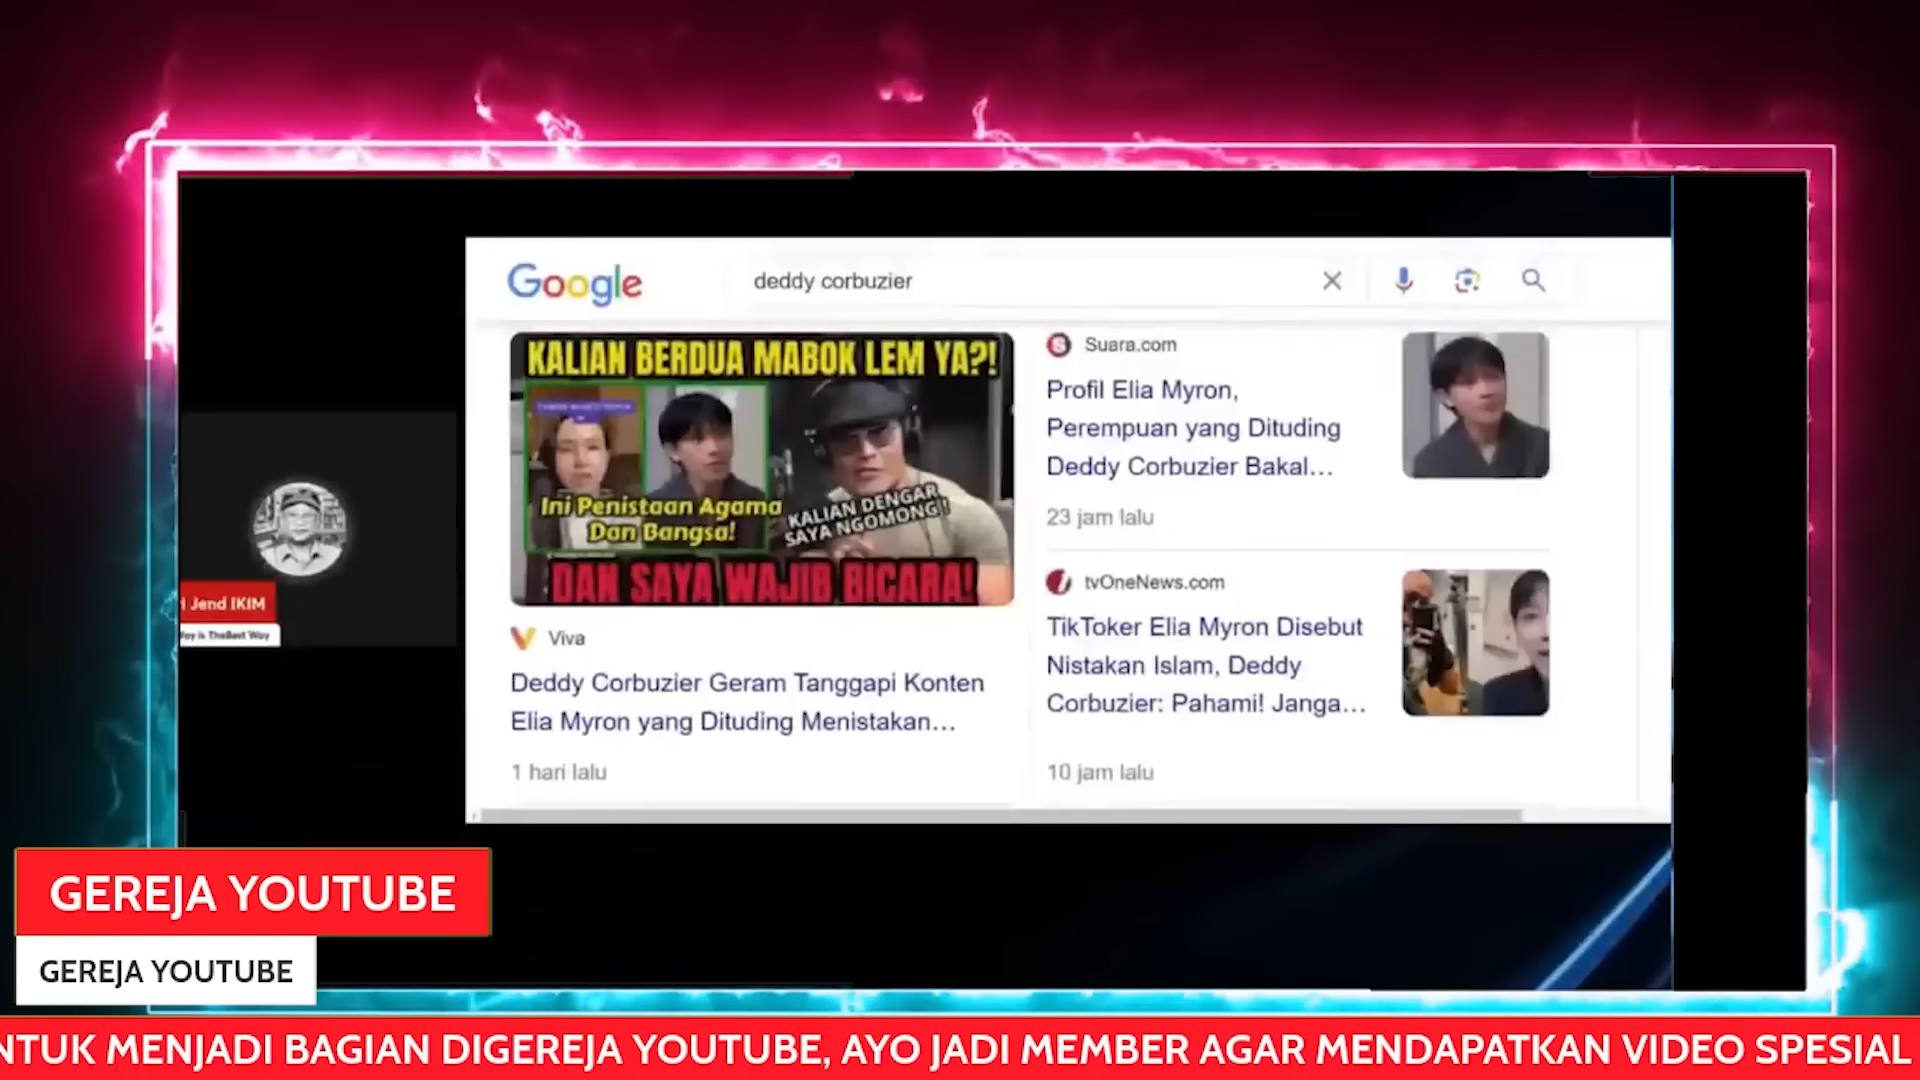 Google
deddy corbuzier
KALIAN BERDUA MABOK LEM YA?!
Ini Penistaan Agama
Dan Bangsa!
KALIAN DENGAR
SAYA NGOMONG!
DAN SAYA WAJIB BICARA!
Viva
Deddy Corbuzier Geram Tanggapi Konten
Elia Myron yang Dituding Menistakan...
1 hari lalu
Suara.com
Profil Elia Myron,
Perempuan yang Dituding
Deddy Corbuzier Bakal...
23 jam lalu
tvOneNews.com
TikToker Elia Myron Disebut
Nistakan Islam, Deddy
Corbuzier: Pahami! Janga...
10 jam lalu
Jend IKIM
is TheBest Way
GEREJA YOUTUBE
GEREJA YOUTUBE
NTUK MENJADI BAGIAN DIGEREJA YOUTUBE, AYO JADI MEMBER AGAR MENDAPATKAN VIDEO SPESIAL